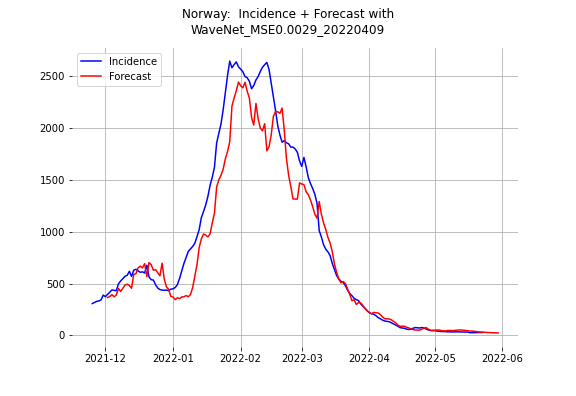 Norway:  Incidence + Forecast with
WaveNet_MSE0.0029_20220409
Incidence
Forecast
2500
2000
1500
1000
500
0
2021-12 2022-01 2022-02 2022-03 2022-04 2022-05 2022-06